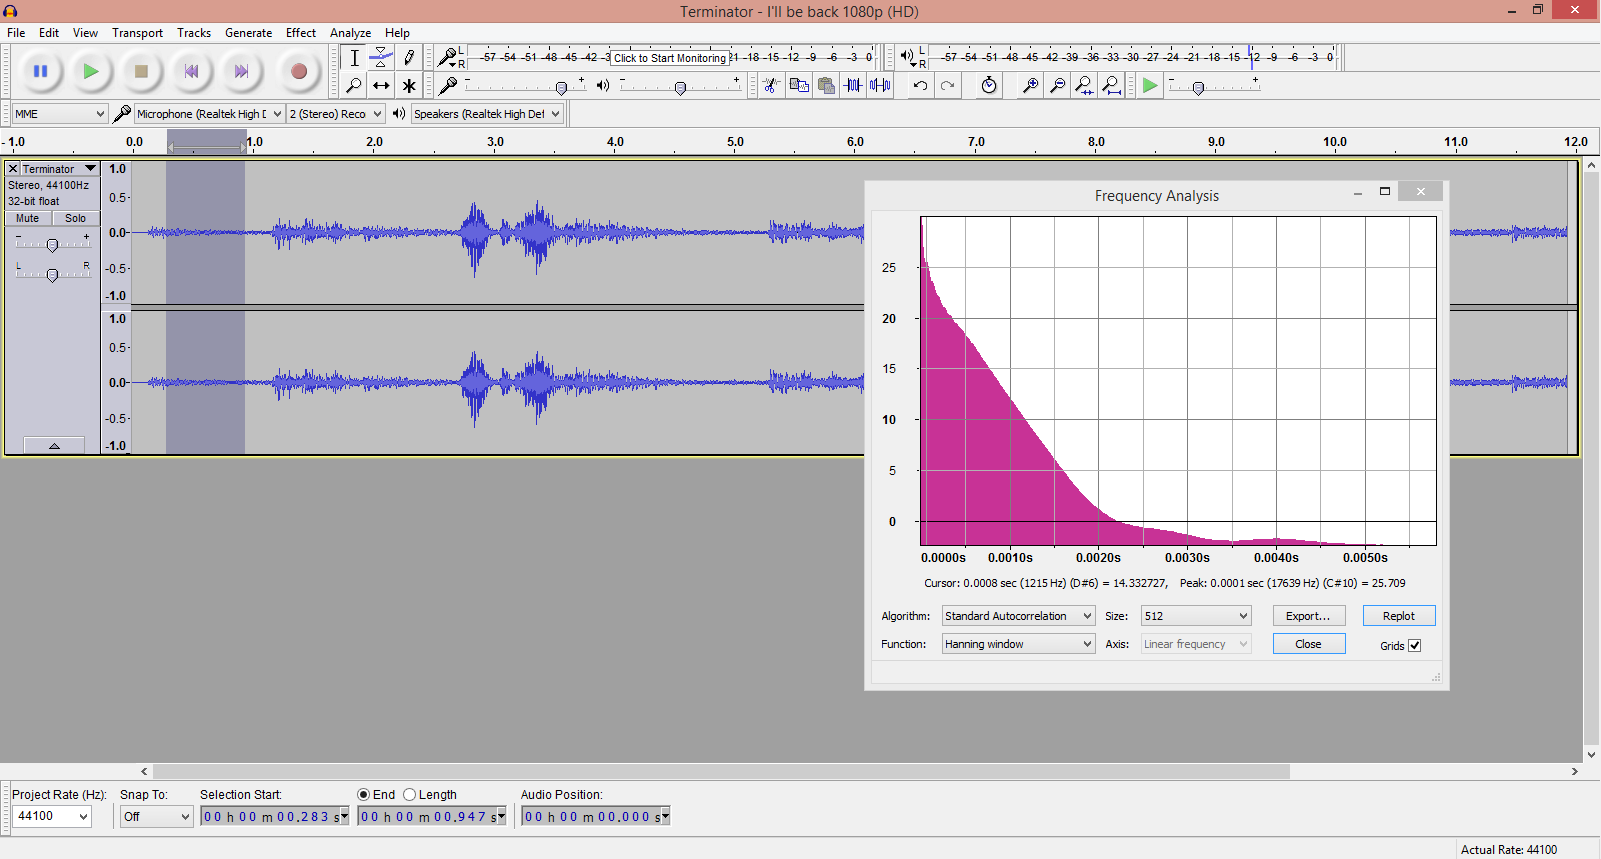 Terminator - I'll be back 1080p (HD)
File Edit View Transport Tracks Generate Effect Analyze Help
L R -57 -54 -51 -48 -45 -42 -3 Click to Start Monitoring 1 -18 -15 -12 -9 -6 -3 0 L R -57 -54 -51 -48 -45 -42 -39 -36 -33 -30 -27 -24 -21 -18 -15 -12 -9 -6 -3 0
- + - + - +
MME Microphone (Realtek High D 2 (Stereo) Reco Speakers (Realtek High Def
-1.0 0.0 1.0 2.0 3.0 4.0 5.0 6.0 7.0 8.0 9.0 10.0 11.0 12.0
X Terminator 1.0
Stereo, 44100Hz
32-bit float 0.5
Mute Solo
- + 0.0
L R -0.5
-1.0
1.0
0.5
0.0
-0.5
-1.0
Frequency Analysis
25
20
15
10
5
0
0.0000s 0.0010s 0.0020s 0.0030s 0.0040s 0.0050s
Cursor: 0.0008 sec (1215 Hz) (D#6) = 14.332727, Peak: 0.0001 sec (17639 Hz) (C#10) = 25.709
Algorithm: Standard Autocorrelation Size: 512 Export... Replot
Function: Hanning window Axis: Linear frequency Close Grids
Project Rate (Hz): Snap To: Selection Start: End Length Audio Position:
44100 Off 00 h 00 m 00.283 s 00 h 00 m 00.947 s 00 h 00 m 00.000 s
Actual Rate: 44100